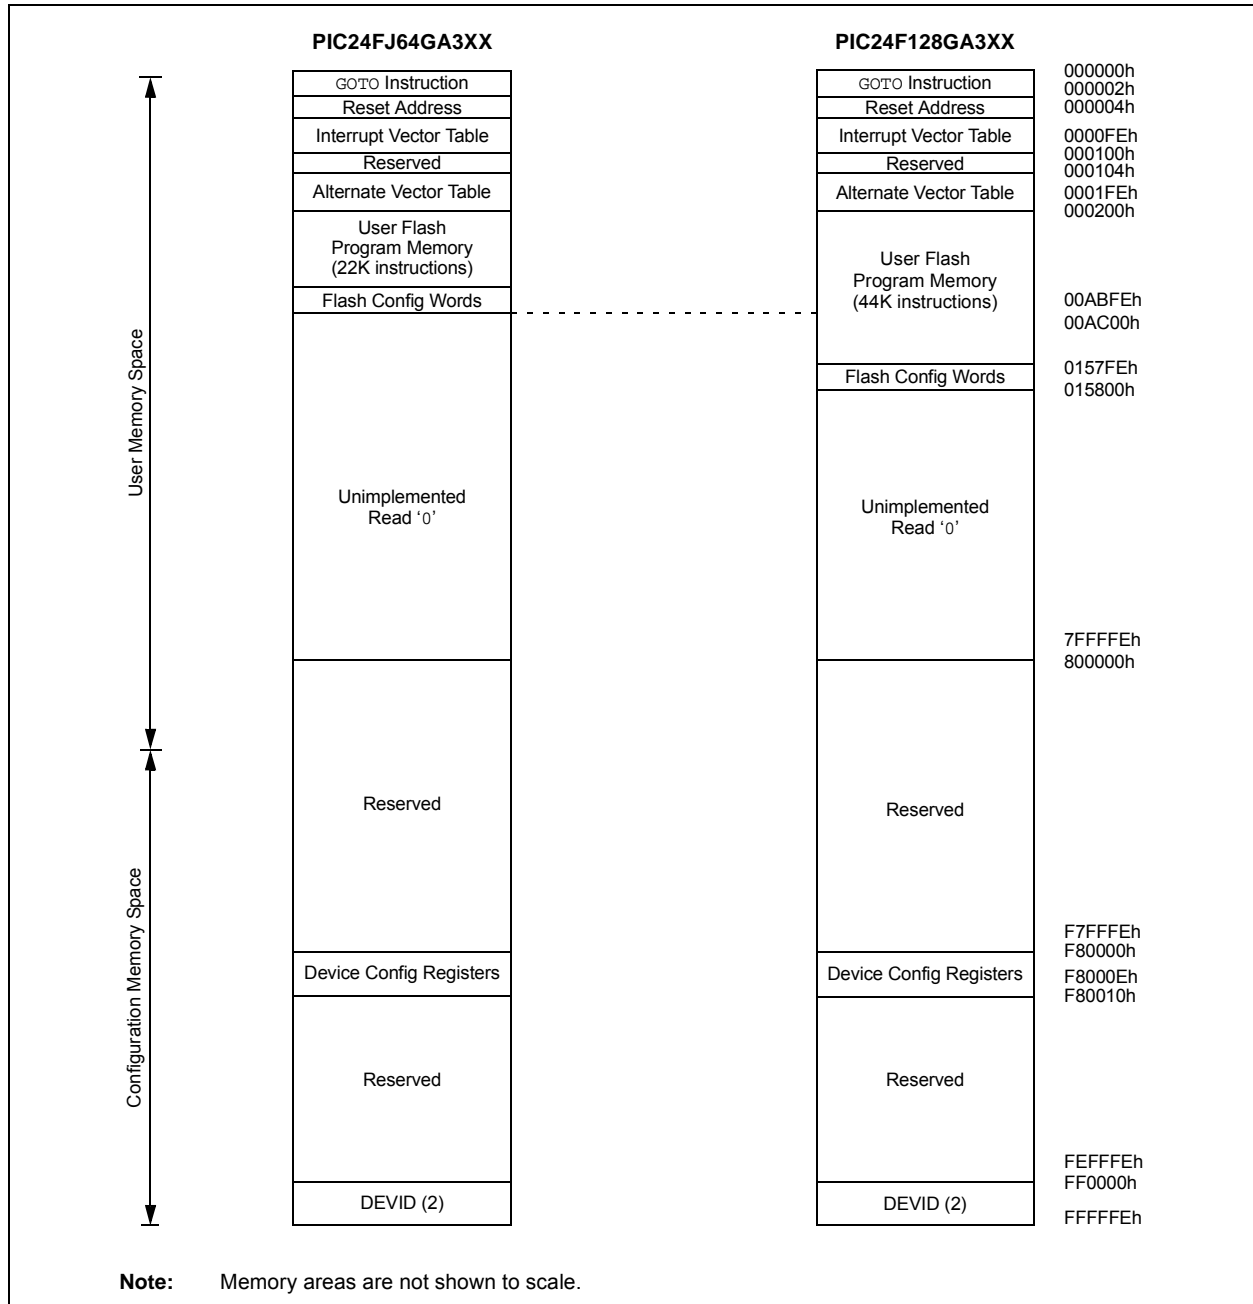 PIC24FJ64GA3XX
GOTO Instruction
Reset Address
Interrupt Vector Table
Reserved
Alternate Vector Table
User Flash
Program Memory
(22K instructions)
Flash Config Words
Unimplemented
Read ‘0’
Reserved
Device Config Registers
Reserved
DEVID (2)
PIC24F128GA3XX
GOTO Instruction
Reset Address
Interrupt Vector Table
Reserved
Alternate Vector Table
User Flash
Program Memory
(44K instructions)
Flash Config Words
Unimplemented
Read ‘0’
Reserved
Device Config Registers
Reserved
DEVID (2)
000000h
000002h
000004h
0000FEh
000100h
000104h
0001FEh
000200h
00ABFEh
00AC00h
0157FEh
015800h
7FFFFEh
800000h
F7FFFEh
F80000h
F8000Eh
F80010h
FEFFFEh
FF0000h
FFFFFEh
User Memory Space
Configuration Memory Space
Note: Memory areas are not shown to scale.